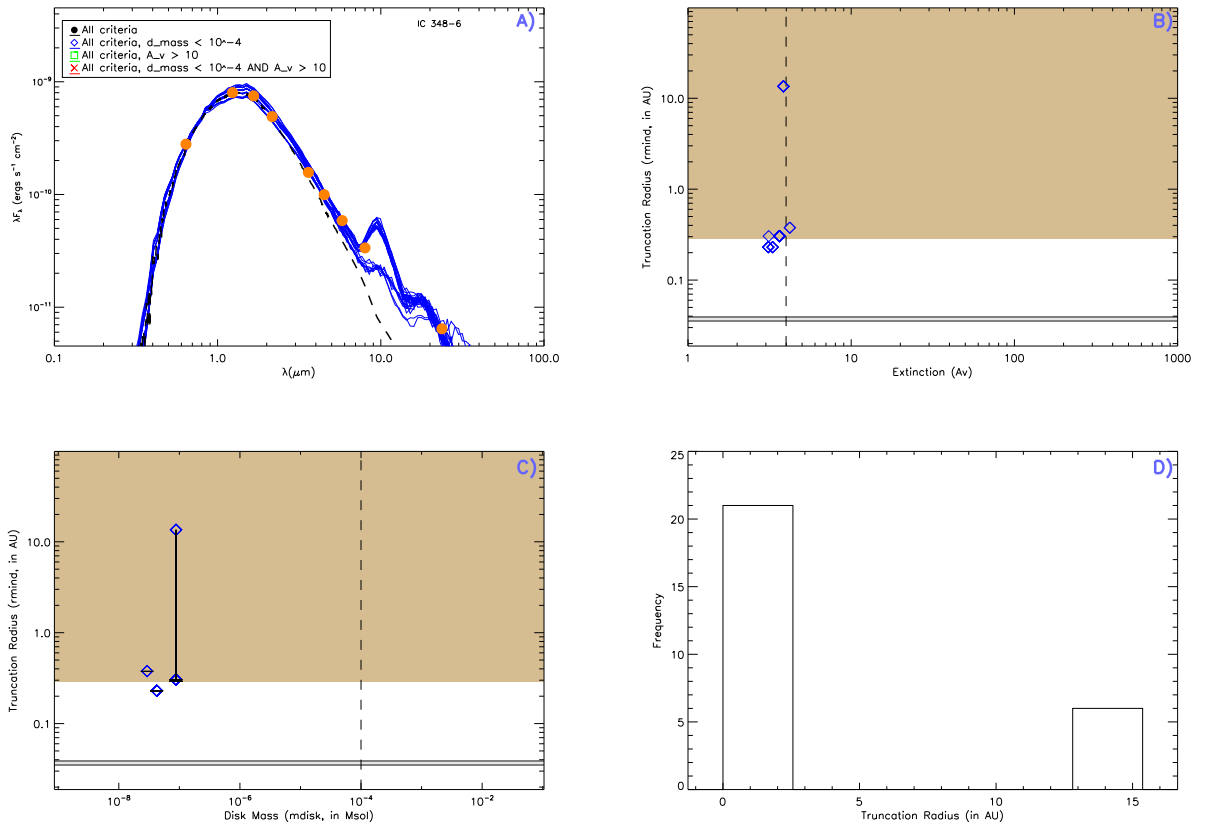 IC 348-6
A)
All criteria
All criteria, d_mass < 10^-4
All criteria, A_v > 10
All criteria, d_mass < 10^-4 AND A_v > 10
10⁻⁹
10⁻¹⁰
10⁻¹¹
λFλ (ergs s⁻¹ cm⁻²)
0.1
1.0
10.0
100.0
λ(μm)
B)
10.0
1.0
0.1
Truncation Radius (rmind, in AU)
1
10
100
1000
Extinction (Av)
C)
10.0
1.0
0.1
Truncation Radius (rmind, in AU)
10⁻⁸
10⁻⁶
10⁻⁴
10⁻²
Disk Mass (mdisk, in Msol)
D)
25
20
15
10
5
0
Frequency
0
5
10
15
Truncation Radius (in AU)